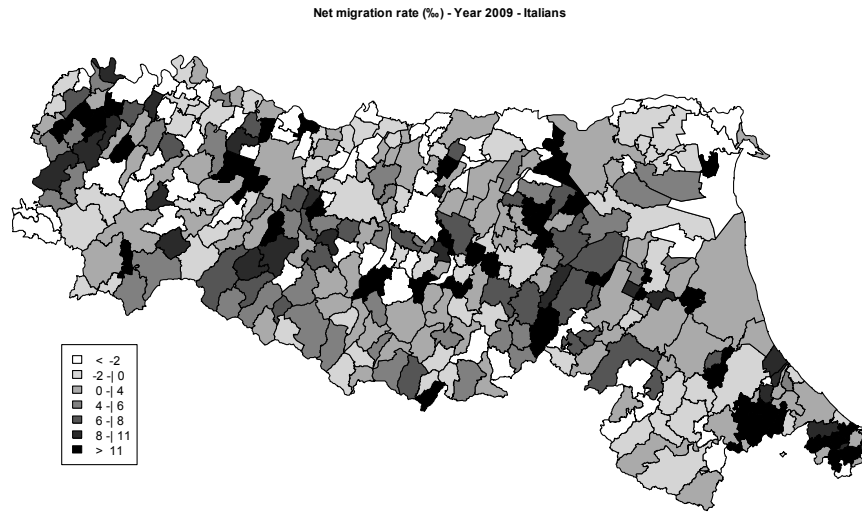 Net migration rate (‰) - Year 2009 - Italians
< -2
-2 -| 0
0 -| 4
4 -| 6
6 -| 8
8 -| 11
> 11